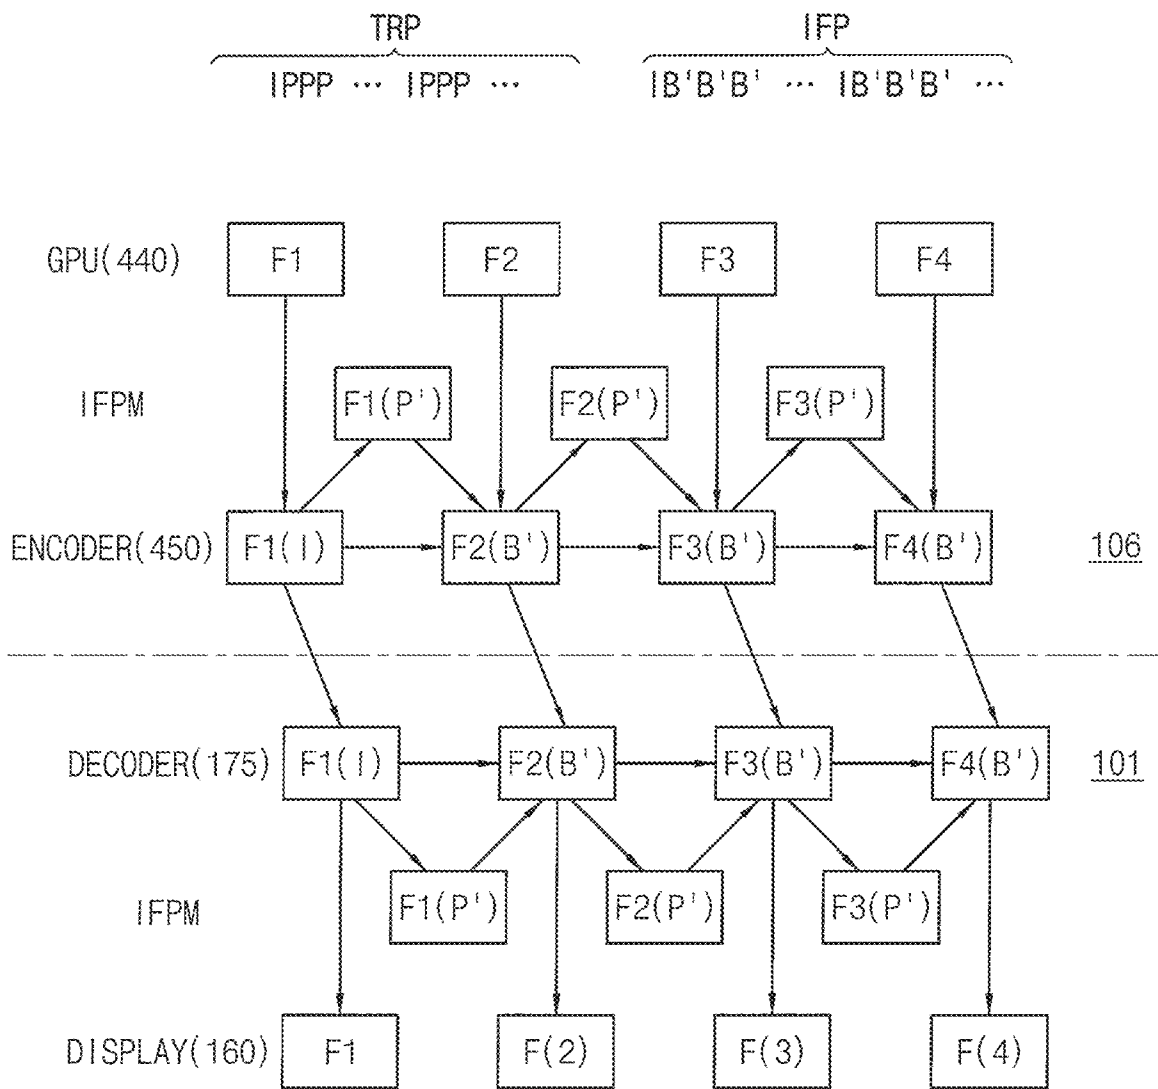 TRP IFP
IPPP ··· IPPP ··· IB'B'B' ··· IB'B'B' ···
GPU(440) F1 F2 F3 F4
IFPM F1(P') F2(P') F3(P')
ENCODER(450) F1(I) F2(B') F3(B') F4(B') 106
DECODER(175) F1(I) F2(B') F3(B') F4(B') 101
IFPM F1(P') F2(P') F3(P')
DISPLAY(160) F1 F(2) F(3) F(4)